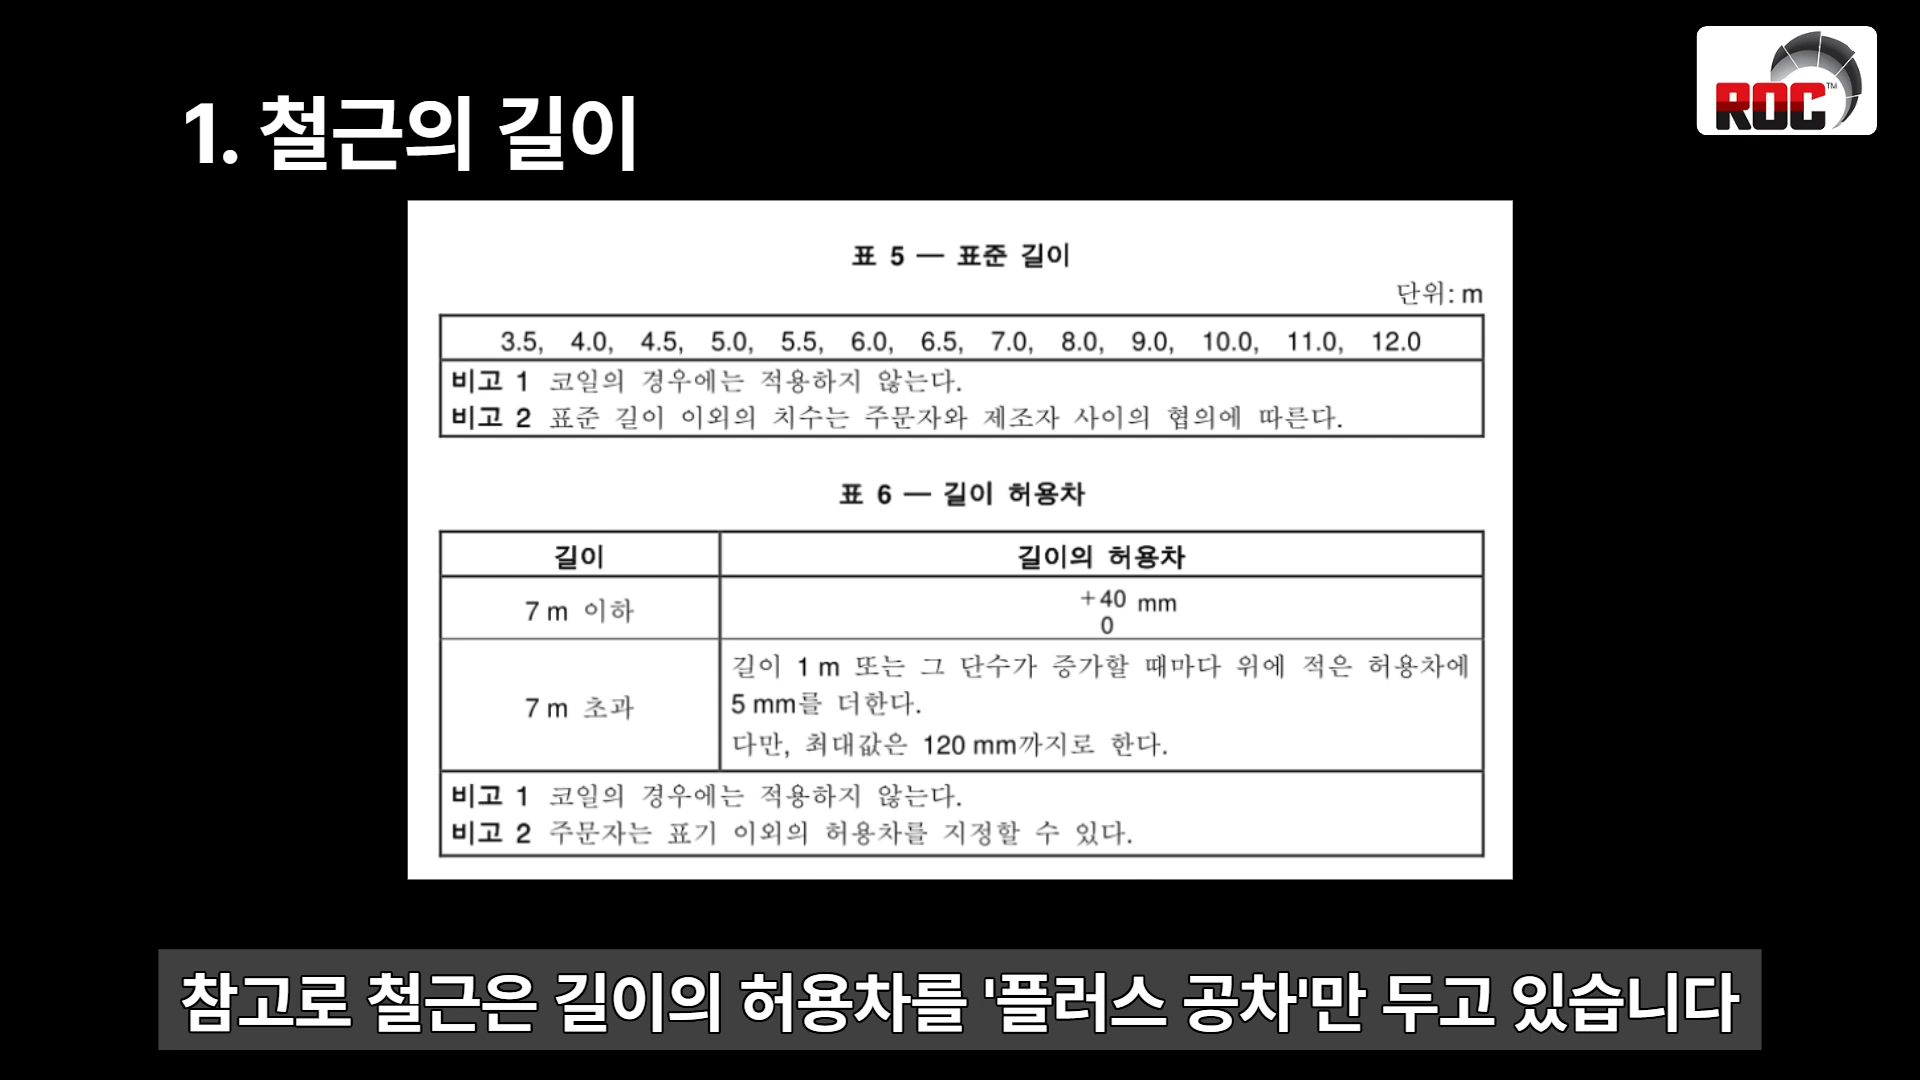 1. 철근의 길이
ROC™
표 5 — 표준 길이
단위: m
3.5, 4.0, 4.5, 5.0, 5.5, 6.0, 6.5, 7.0, 8.0, 9.0, 10.0, 11.0, 12.0
비고 1 코일의 경우에는 적용하지 않는다.
비고 2 표준 길이 이외의 치수는 주문자와 제조자 사이의 협의에 따른다.
표 6 — 길이 허용차
길이 길이의 허용차
7 m 이하 +40 mm
0
7 m 초과
길이 1 m 또는 그 단수가 증가할 때마다 위에 적은 허용차에
5 mm를 더한다.
다만, 최대값은 120 mm까지로 한다.
비고 1 코일의 경우에는 적용하지 않는다.
비고 2 주문자는 표기 이외의 허용차를 지정할 수 있다.
참고로 철근은 길이의 허용차를 '플러스 공차'만 두고 있습니다